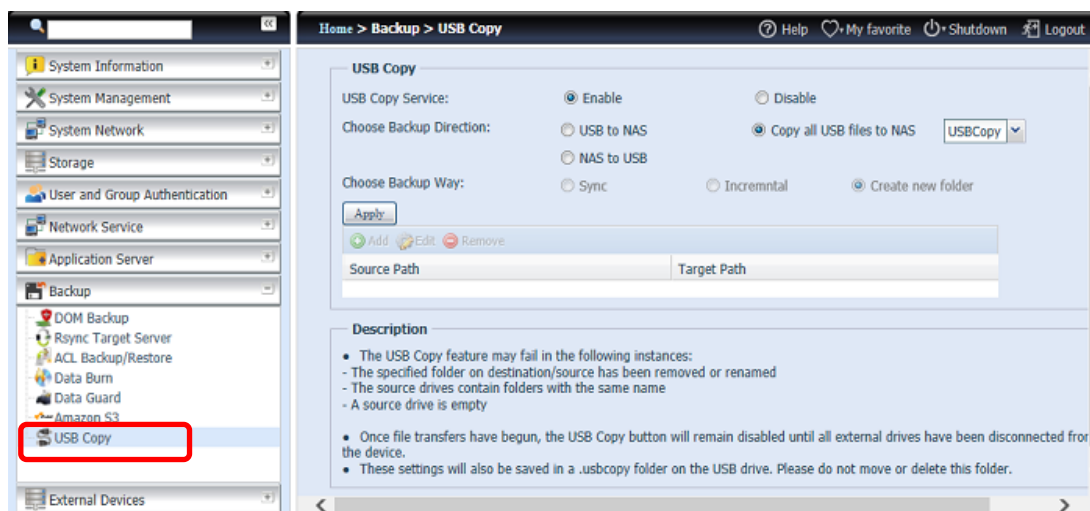 Home > Backup > USB Copy
Help My favorite Shutdown Logout
System Information
System Management
System Network
Storage
User and Group Authentication
Network Service
Application Server
Backup
DOM Backup
Rsync Target Server
ACL Backup/Restore
Data Burn
Data Guard
Amazon S3
USB Copy
External Devices
USB Copy
USB Copy Service: Enable Disable
Choose Backup Direction: USB to NAS Copy all USB files to NAS USBCopy
NAS to USB
Choose Backup Way: Sync Incremntal Create new folder
Apply
Add Edit Remove
Source Path Target Path
Description
• The USB Copy feature may fail in the following instances:
- The specified folder on destination/source has been removed or renamed
- The source drives contain folders with the same name
- A source drive is empty
• Once file transfers have begun, the USB Copy button will remain disabled until all external drives have been disconnected from
the device.
• These settings will also be saved in a .usbcopy folder on the USB drive. Please do not move or delete this folder.